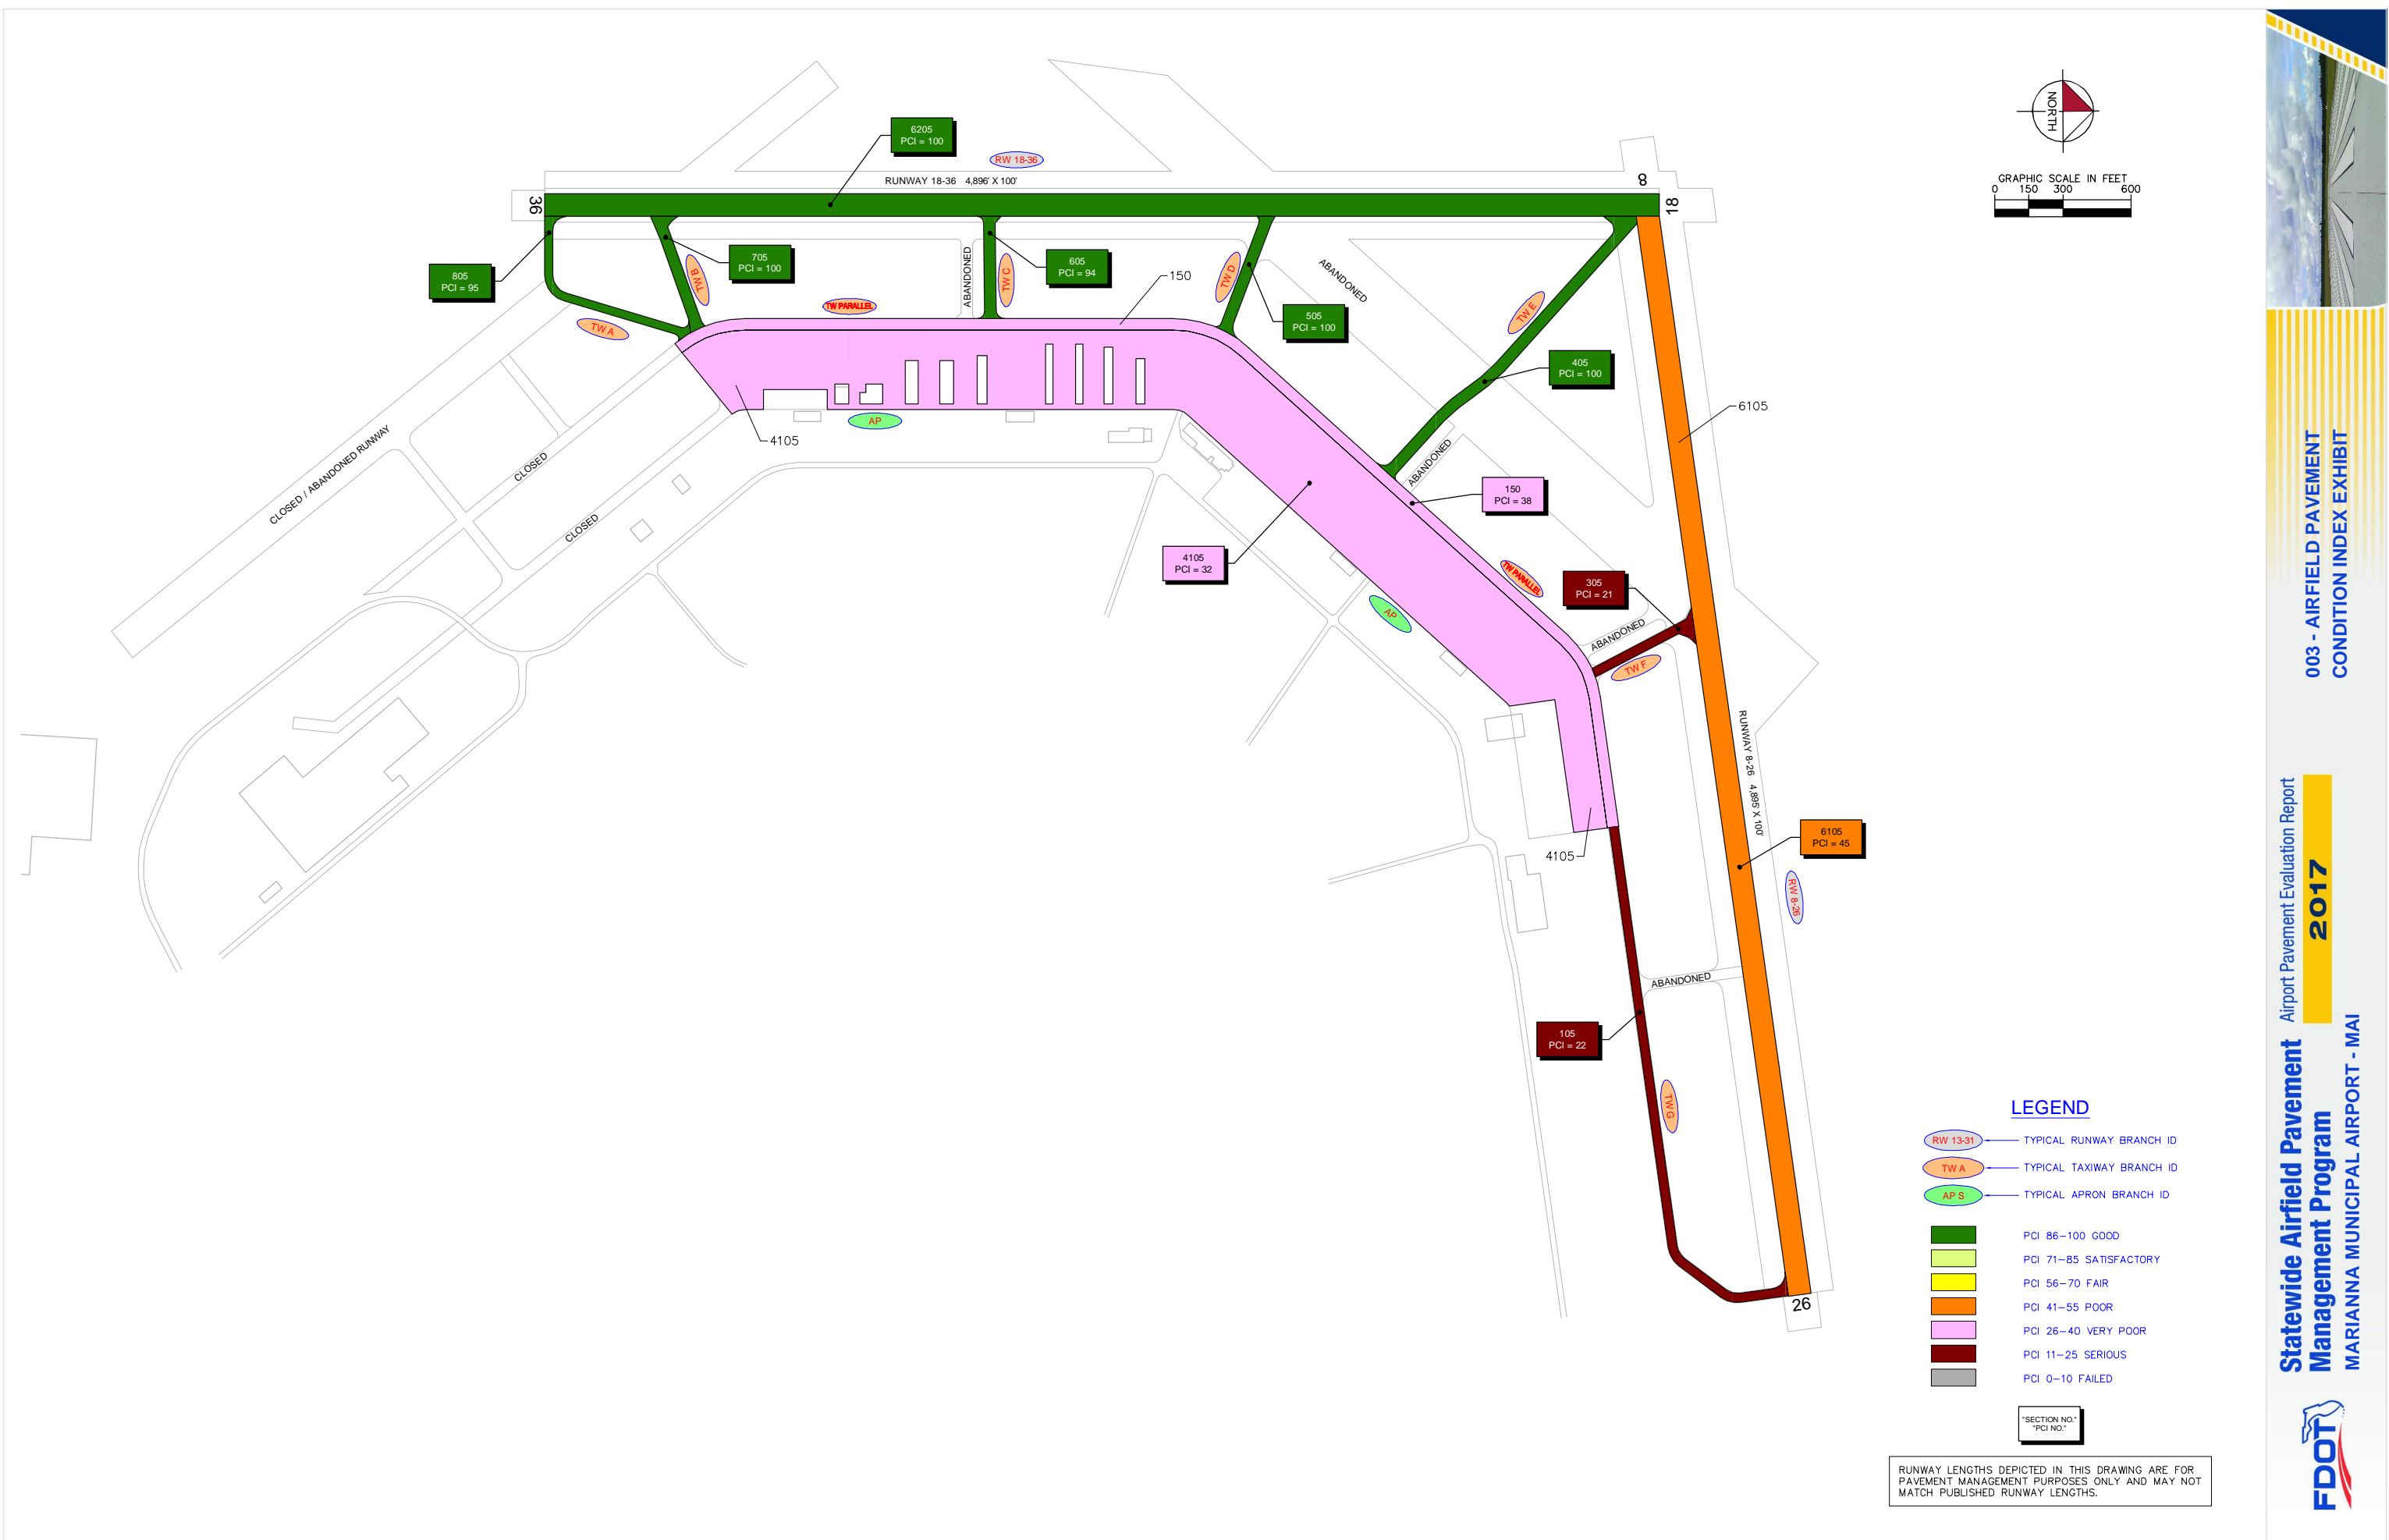 6205
PCI = 100
RW 18-36
RUNWAY 18-36 4,896' X 100'
36
8
18
NORTH
GRAPHIC SCALE IN FEET
0 150 300 600
805
PCI = 95
705
PCI = 100
TW B
ABANDONED
TW C
605
PCI = 94
TW D
ABANDONED
150
505
PCI = 100
TW E
TW PARALLEL
TW A
405
PCI = 100
6105
4105
AP
CLOSED / ABANDONED RUNWAY
CLOSED
CLOSED
ABANDONED
150
PCI = 38
4105
PCI = 32
TW PARALLEL
305
PCI = 21
AP
ABANDONED
TW F
RUNWAY 8-26 4,895' X 100'
4105
6105
PCI = 45
RW 8-26
ABANDONED
105
PCI = 22
TW G
26
LEGEND
RW 13-31 TYPICAL RUNWAY BRANCH ID
TW A TYPICAL TAXIWAY BRANCH ID
AP S TYPICAL APRON BRANCH ID
PCI 86-100 GOOD
PCI 71-85 SATISFACTORY
PCI 56-70 FAIR
PCI 41-55 POOR
PCI 26-40 VERY POOR
PCI 11-25 SERIOUS
PCI 0-10 FAILED
"SECTION NO."
"PCI NO."
RUNWAY LENGTHS DEPICTED IN THIS DRAWING ARE FOR
PAVEMENT MANAGEMENT PURPOSES ONLY AND MAY NOT
MATCH PUBLISHED RUNWAY LENGTHS.
003 - AIRFIELD PAVEMENT
CONDITION INDEX EXHIBIT
Airport Pavement Evaluation Report
2017
Statewide Airfield Pavement
Management Program
MARIANNA MUNICIPAL AIRPORT - MAI
FDOT